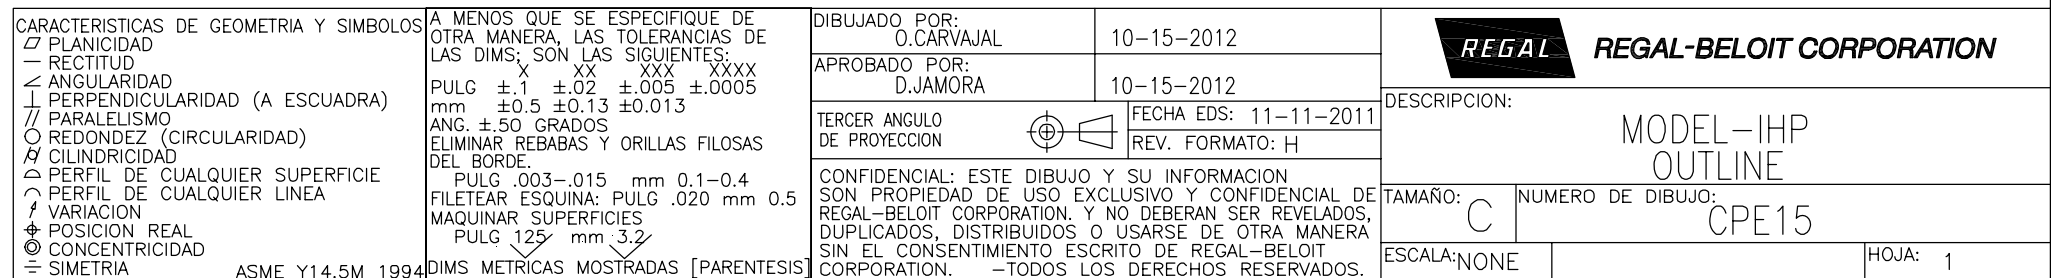 CARACTERISTICAS DE GEOMETRIA Y SIMBOLOS
⏥ PLANICIDAD
— RECTITUD
∠ ANGULARIDAD
⊥ PERPENDICULARIDAD (A ESCUADRA)
// PARALELISMO
○ REDONDEZ (CIRCULARIDAD)
⌭ CILINDRICIDAD
⌓ PERFIL DE CUALQUIER SUPERFICIE
⌒ PERFIL DE CUALQUIER LINEA
↗ VARIACION
⌖ POSICION REAL
◎ CONCENTRICIDAD
⌯ SIMETRIA
ASME Y14.5M 1994
A MENOS QUE SE ESPECIFIQUE DE
OTRA MANERA, LAS TOLERANCIAS DE
LAS DIMS; SON LAS SIGUIENTES:
X XX XXX XXXX
PULG ±.1 ±.02 ±.005 ±.0005
mm ±0.5 ±0.13 ±0.013
ANG. ±.50 GRADOS
ELIMINAR REBABAS Y ORILLAS FILOSAS
DEL BORDE.
PULG .003-.015 mm 0.1-0.4
FILETEAR ESQUINA: PULG .020 mm 0.5
MAQUINAR SUPERFICIES
PULG 125 mm 3.2
DIMS METRICAS MOSTRADAS [PARENTESIS]
DIBUJADO POR:
O.CARVAJAL 10-15-2012
APROBADO POR:
D.JAMORA 10-15-2012
TERCER ANGULO
DE PROYECCION
FECHA EDS: 11-11-2011
REV. FORMATO: H
CONFIDENCIAL: ESTE DIBUJO Y SU INFORMACION
SON PROPIEDAD DE USO EXCLUSIVO Y CONFIDENCIAL DE
REGAL-BELOIT CORPORATION. Y NO DEBERAN SER REVELADOS,
DUPLICADOS, DISTRIBUIDOS O USARSE DE OTRA MANERA
SIN EL CONSENTIMIENTO ESCRITO DE REGAL-BELOIT
CORPORATION. -TODOS LOS DERECHOS RESERVADOS.
REGAL REGAL-BELOIT CORPORATION
DESCRIPCION:
MODEL-IHP
OUTLINE
TAMAÑO: C
NUMERO DE DIBUJO:
CPE15
ESCALA:NONE
HOJA: 1